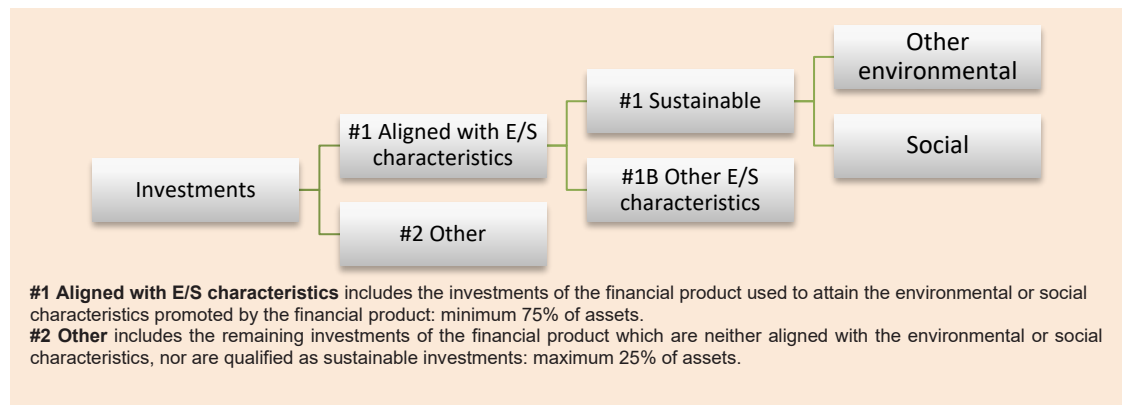 Other
environmental
#1 Sustainable
#1 Aligned with E/S
characteristics
Social
Investments
#1B Other E/S
characteristics
#2 Other
#1 Aligned with E/S characteristics includes the investments of the financial product used to attain the environmental or social
characteristics promoted by the financial product: minimum 75% of assets.
#2 Other includes the remaining investments of the financial product which are neither aligned with the environmental or social
characteristics, nor are qualified as sustainable investments: maximum 25% of assets.